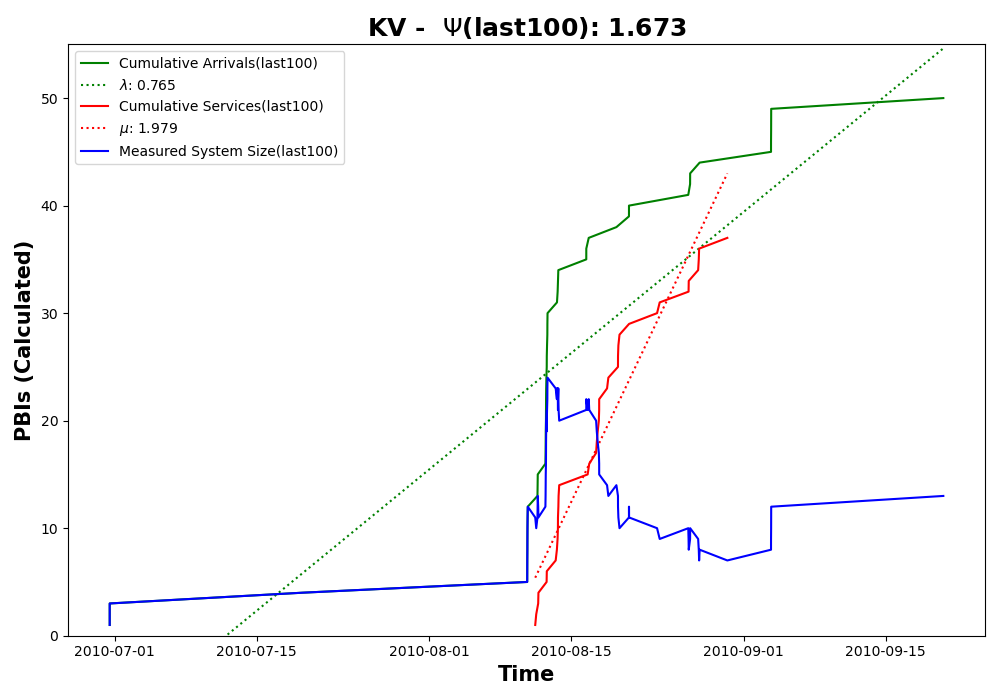 KV -  Ψ(last100): 1.673
Cumulative Arrivals(last100)
λ: 0.765
Cumulative Services(last100)
μ: 1.979
Measured System Size(last100)
PBIs (Calculated)
50
40
30
20
10
0
2010-07-01 2010-07-15 2010-08-01 2010-08-15 2010-09-01 2010-09-15
Time